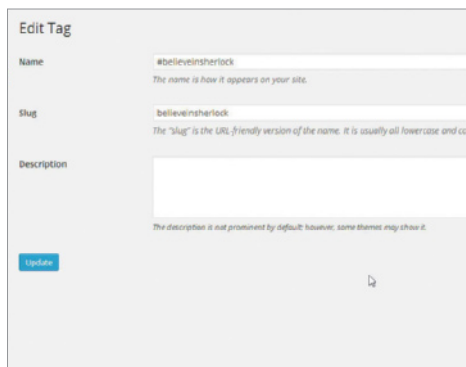 Edit Tag
Name
#believeinsherlock
The name is how it appears on your site.
Slug
believeinsherlock
The "slug" is the URL-friendly version of the name. It is usually all lowercase and co
Description
The description is not prominent by default; however, some themes may show it.
Update